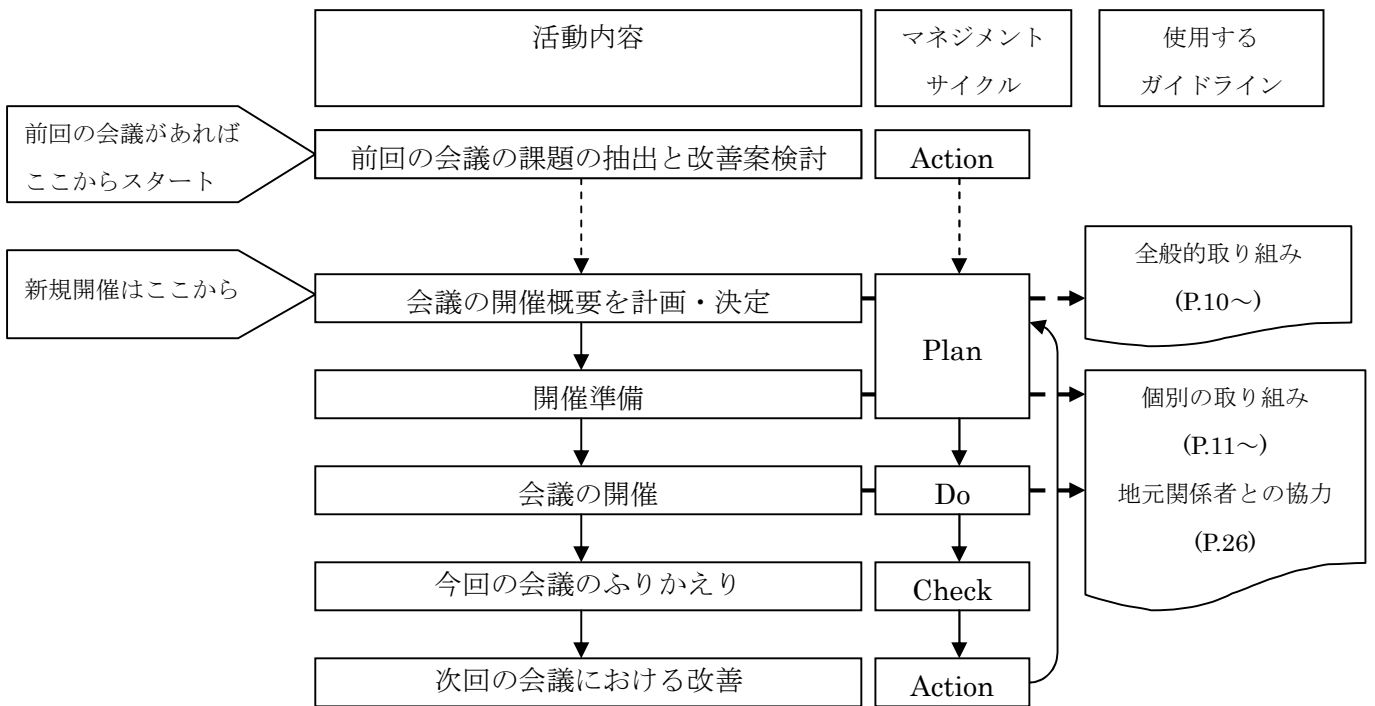 活動内容
マネジメント
サイクル
使用する
ガイドライン
前回の会議があれば
ここからスタート
前回の会議の課題の抽出と改善案検討
Action
新規開催はここから
会議の開催概要を計画・決定
Plan
全般的取り組み
(P.10～)
開催準備
個別の取り組み
(P.11～)
地元関係者との協力
(P.26)
会議の開催
Do
今回の会議のふりかえり
Check
次回の会議における改善
Action